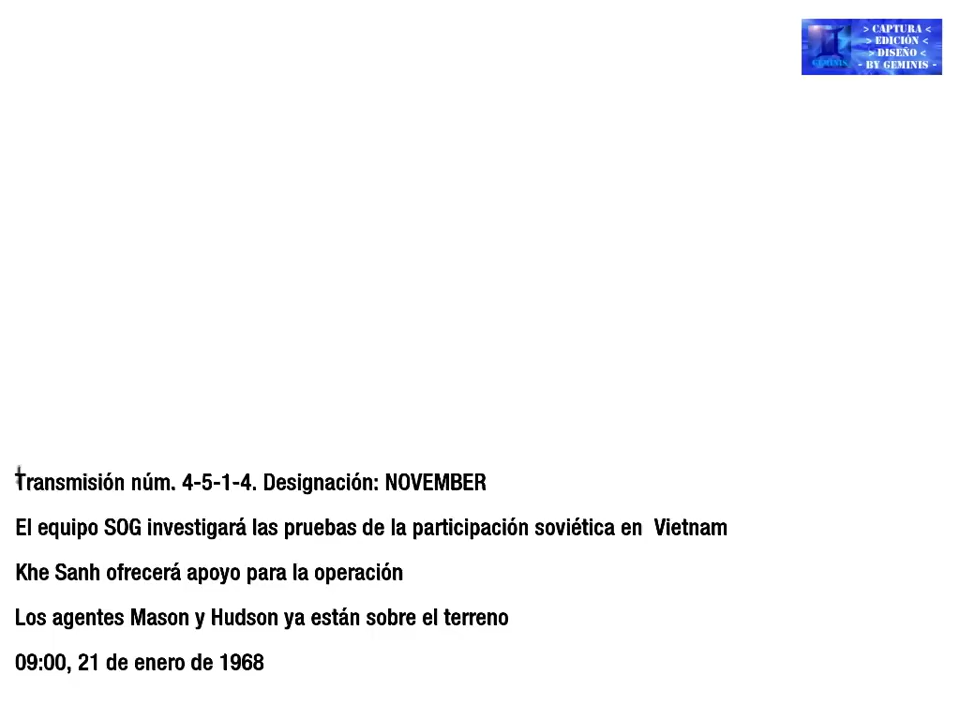 > CAPTURA <
> EDICIÓN <
> DISEÑO <
- BY GEMINIS -
GEMINIS
Transmisión núm. 4-5-1-4. Designación: NOVEMBER
El equipo SOG investigará las pruebas de la participación soviética en Vietnam
Khe Sanh ofrecerá apoyo para la operación
Los agentes Mason y Hudson ya están sobre el terreno
09:00, 21 de enero de 1968